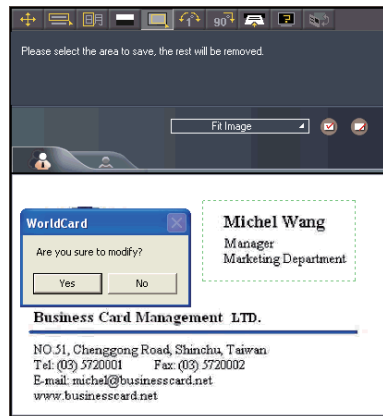 1°
90°
?
Please select the area to save, the rest will be removed.
Fit Image
WorldCard
Are you sure to modify?
Yes
No
Michel Wang
Manager
Marketing Department
Business Card Management LTD.
NO.51, Chenggong Road, Shinchu, Taiwan
Tel: (03) 5720001 Fax: (03) 5720002
E-mail: michel@businesscard.net
www.businesscard.net